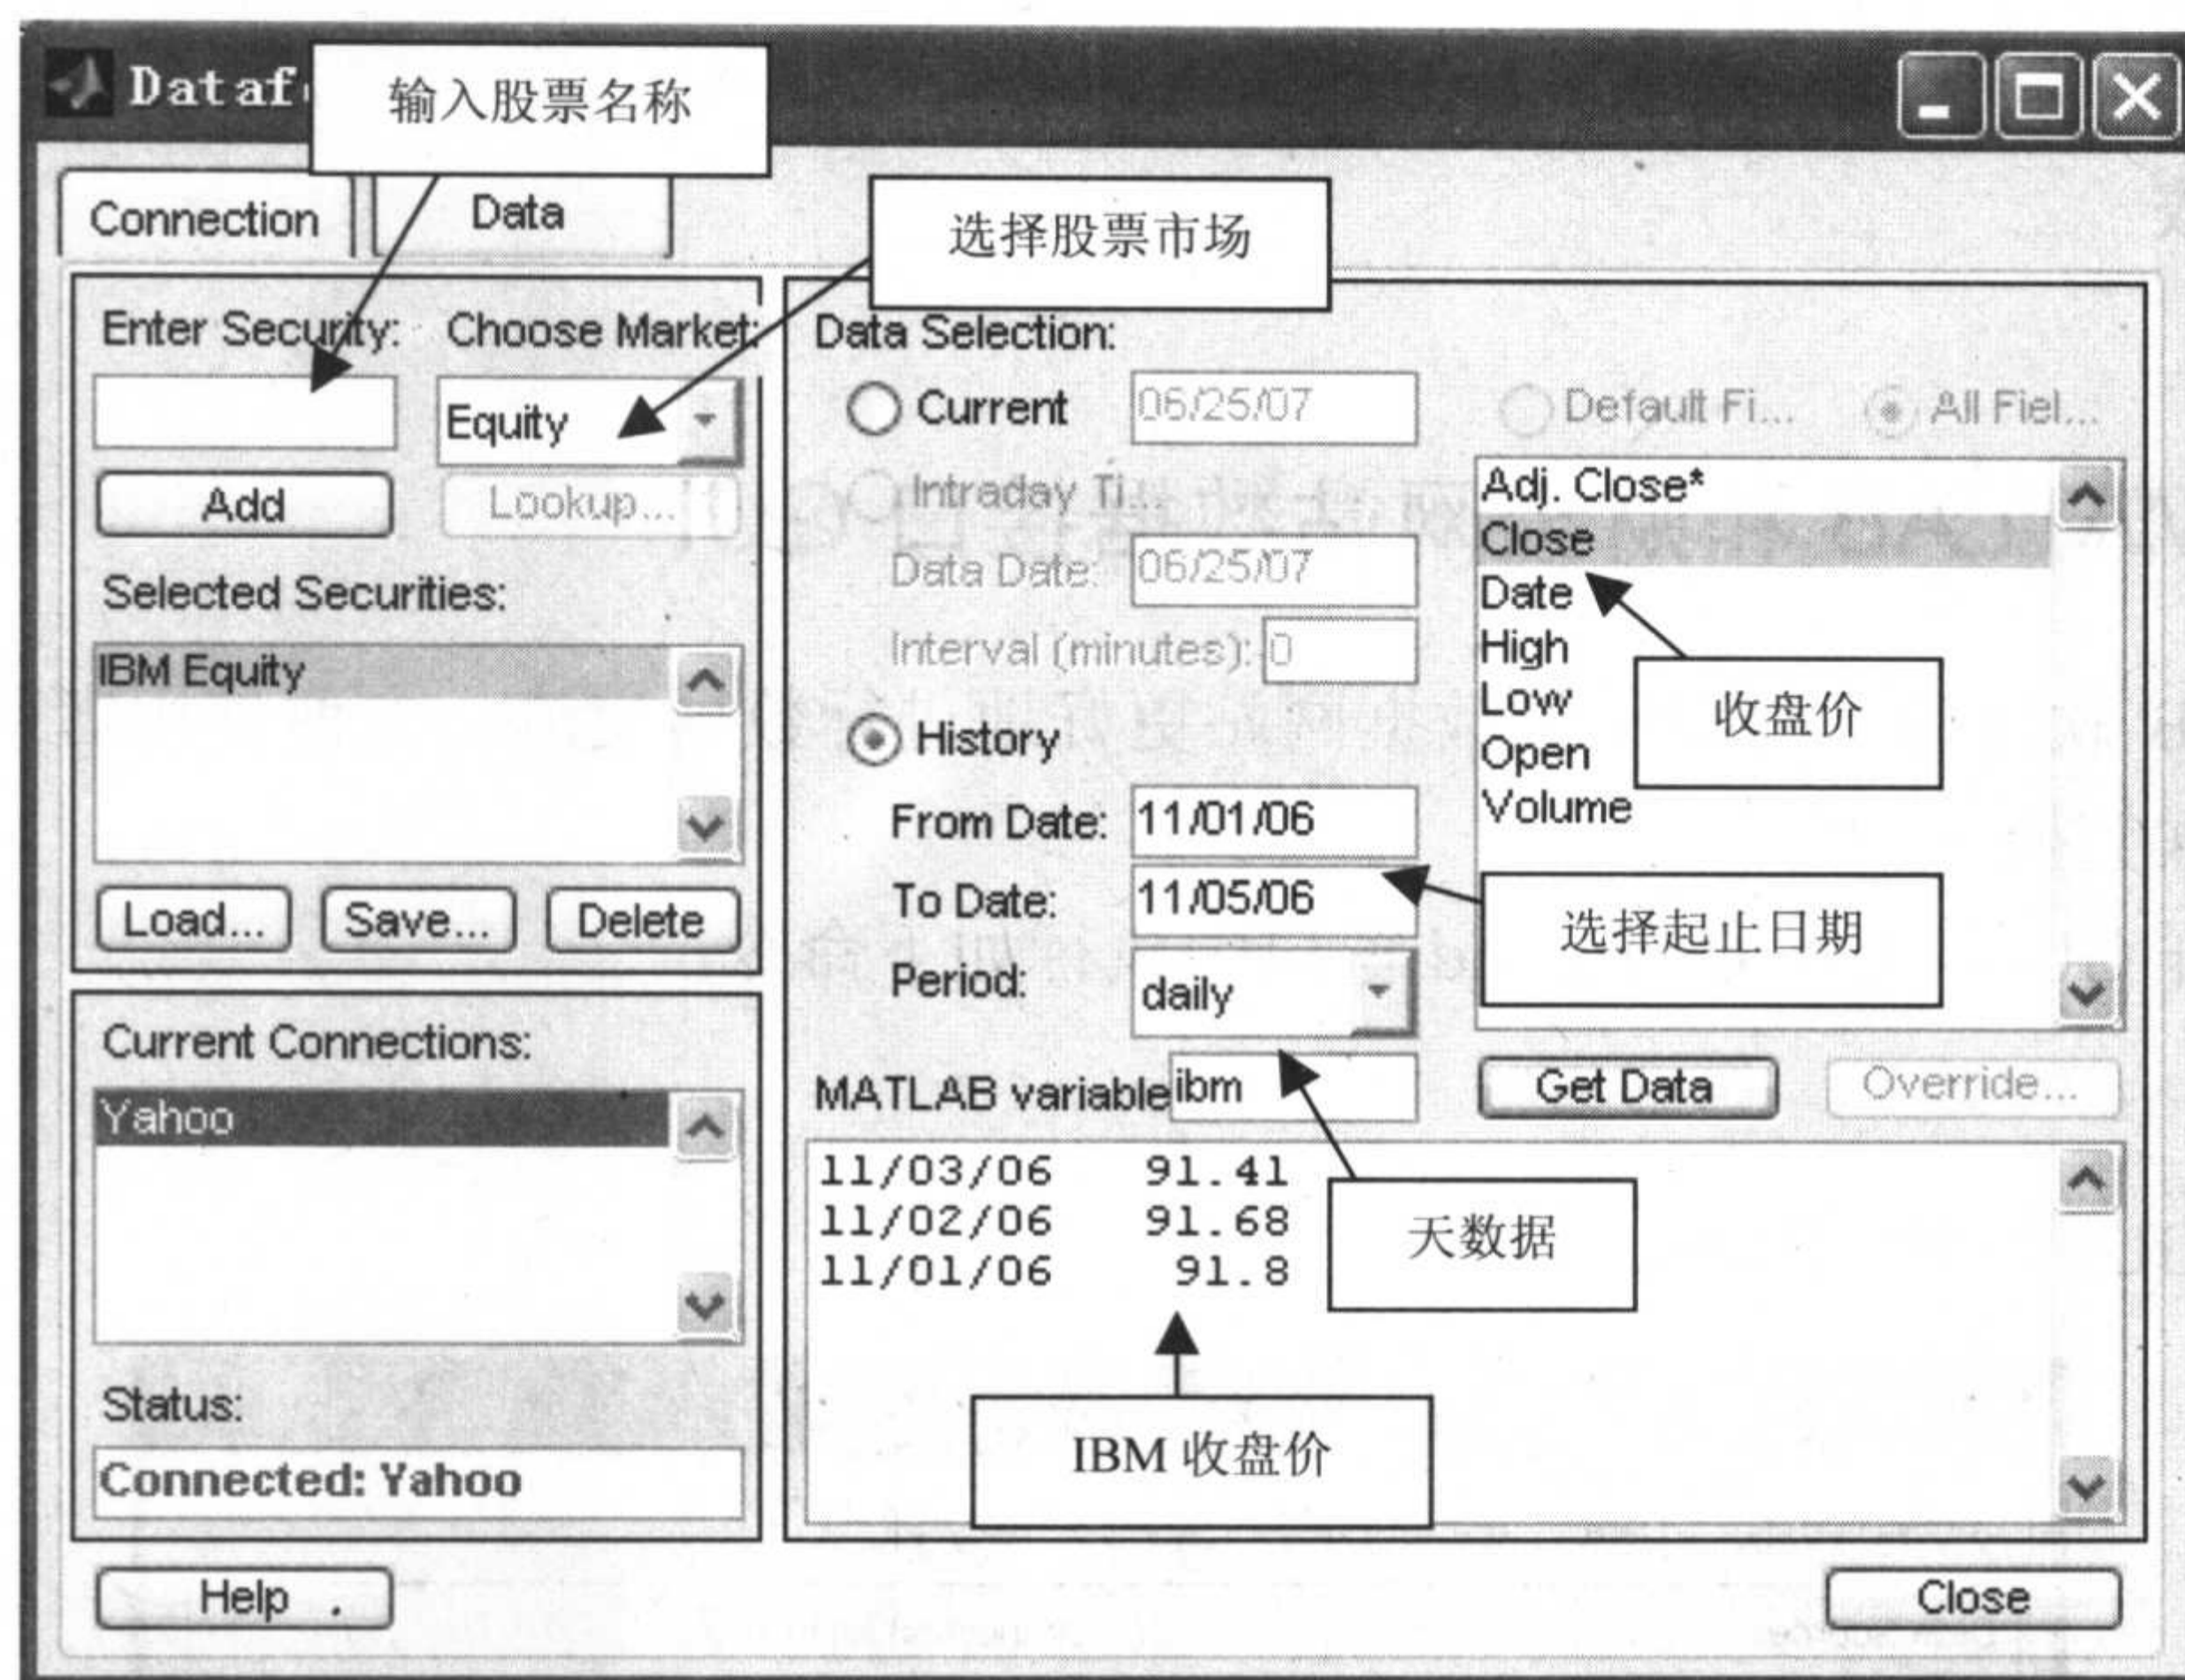 输入股票名称
Connection
Data
选择股票市场
Enter Security:
Choose Market:
Equity
Add
Lookup...
Selected Securities:
IBM Equity
Load...
Save...
Delete
Current Connections:
Yahoo
Status:
Connected: Yahoo
Data Selection:
Current
06/25/07
Default Fi...
All Fiel...
Intraday Ti...
Data Date:
06/25/07
Interval (minutes):
0
History
From Date:
11/01/06
To Date:
11/05/06
Period:
daily
Adj. Close*
Close
Date
High
Low
Open
Volume
收盘价
选择起止日期
MATLAB variable
ibm
Get Data
Override...
11/03/06 91.41
11/02/06 91.68
11/01/06 91.8
天数据
IBM 收盘价
Help
Close